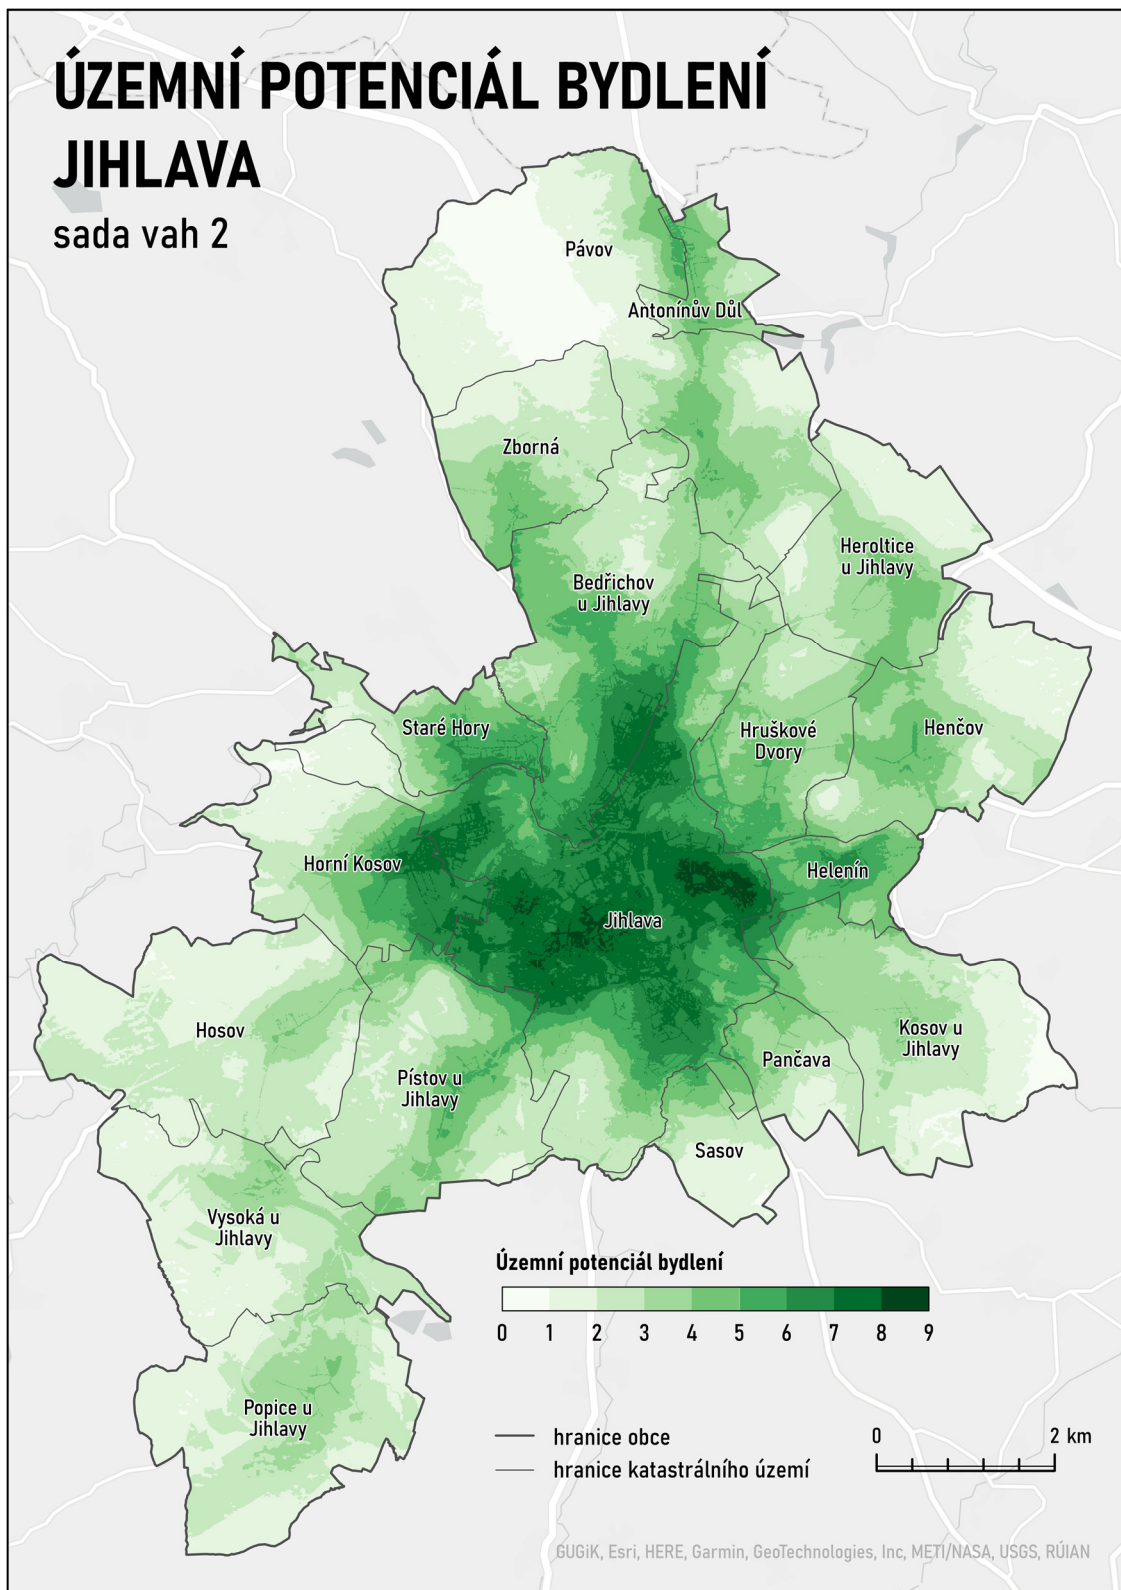 ÚZEMNÍ POTENCIÁL BYDLENÍ
JIHLAVA
sada vah 2
Pávov
Antonínův Důl
Zborná
Heroltice
u Jihlavy
Bedřichov
u Jihlavy
Staré Hory
Hruškové
Dvory
Henčov
Horní Kosov
Helenín
Jihlava
Hosov
Kosov u
Jihlavy
Pančava
Pístov u
Jihlavy
Sasov
Vysoká u
Jihlavy
Popice u
Jihlavy
Územní potenciál bydlení
0 1 2 3 4 5 6 7 8 9
hranice obce
hranice katastrálního území
0 2 km
GUGiK, Esri, HERE, Garmin, GeoTechnologies, Inc, METI/NASA, USGS, RÚIAN